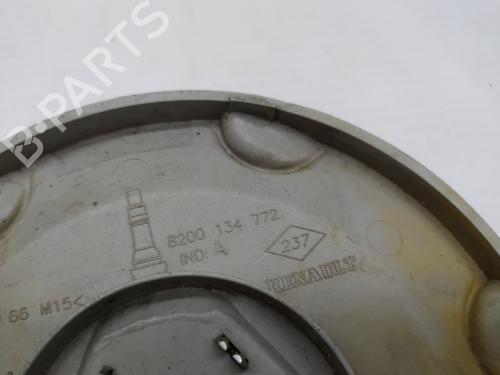 B-PARTS
8200 134 772
IND: A
237
RENAULT
66 M15<